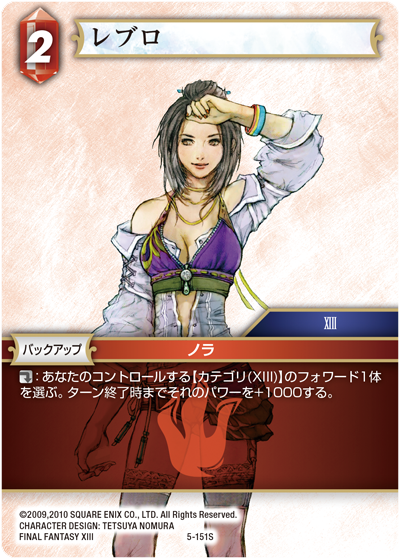 2
レブロ
XIII
バックアップ
ノラ
:あなたのコントロールする【カテゴリ(XIII)】のフォワード1体
を選ぶ。ターン終了時までそれのパワーを+1000する。
©2009,2010 SQUARE ENIX CO., LTD. All Rights Reserved.
CHARACTER DESIGN: TETSUYA NOMURA
FINAL FANTASY XIII
5-151S